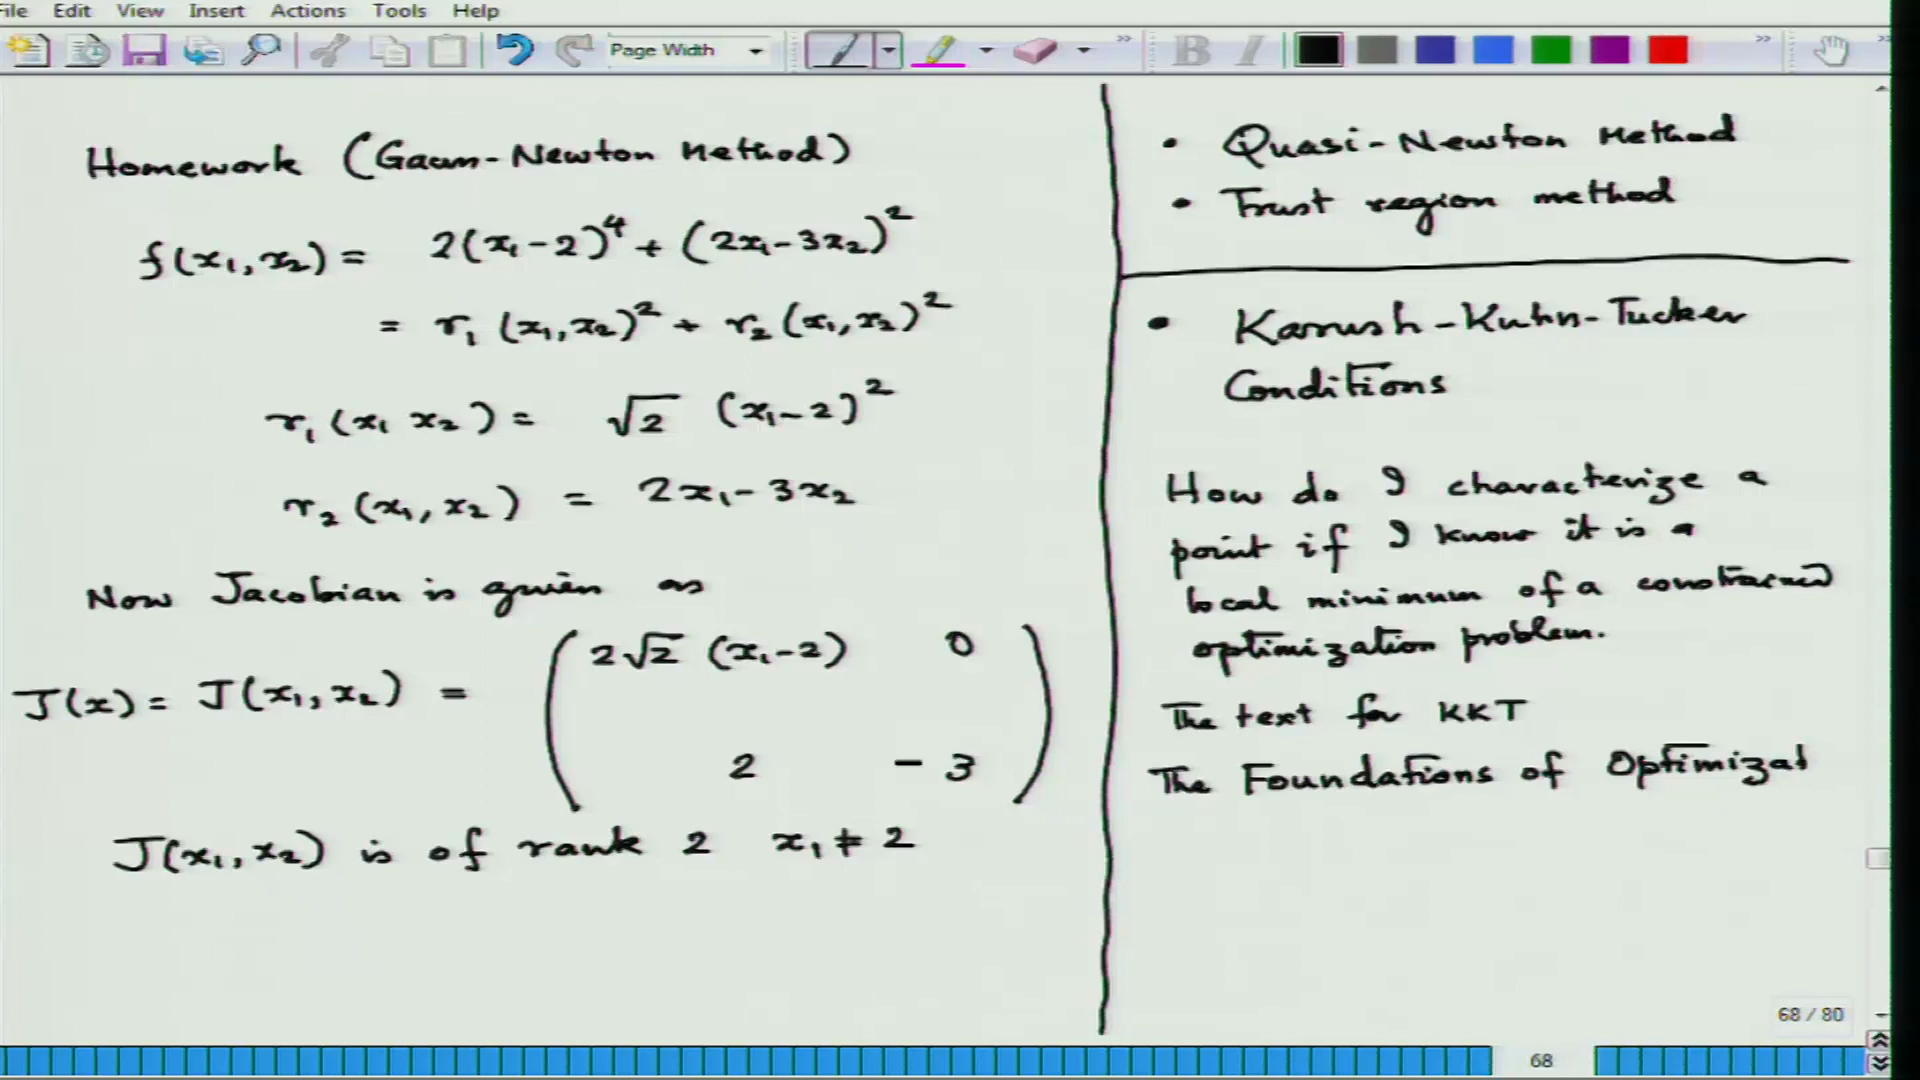 File Edit View Insert Actions Tools Help
Page Width
B I
Homework (Gauss-Newton Method)
f(x₁,x₂) = 2(x₁-2)⁴ + (2x₁-3x₂)²
= r₁(x₁,x₂)² + r₂(x₁,x₂)²
r₁(x₁ x₂) = √2 (x₁-2)²
r₂(x₁,x₂) = 2x₁-3x₂
Now Jacobian is given as
J(x) = J(x₁,x₂) = ( 2√2 (x₁-2) 0
2 -3 )
J(x₁,x₂) is of rank 2 x₁ ≠ 2
• Quasi-Newton Method
• Trust region method
• Karush-Kuhn-Tucker
Conditions
How do I characterize a
point if I know it is a
local minimum of a constrained
optimization problem.
The text for KKT
The Foundations of Optimizat
68 / 80
68